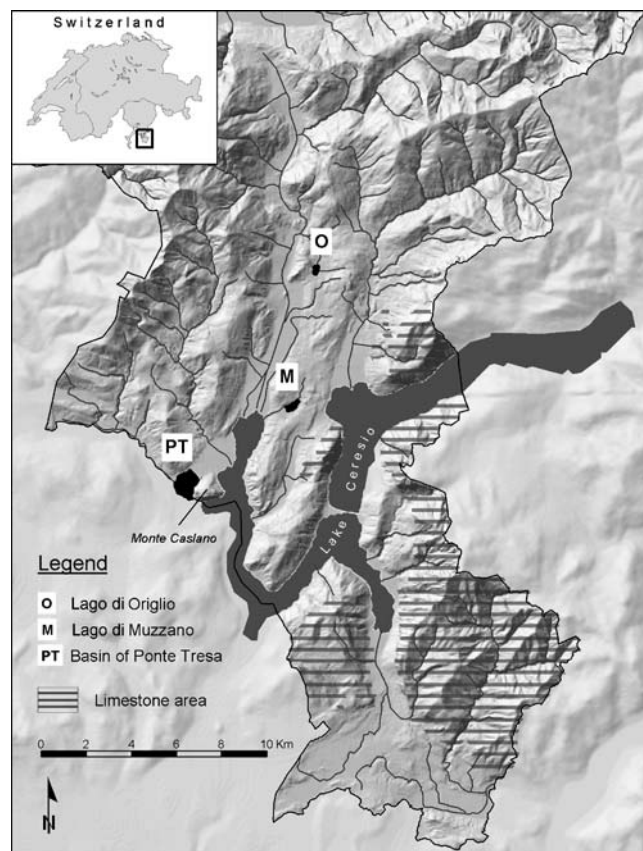 Switzerland
O
M
PT
Lake Ceresio
Monte Caslano
Legend
O Lago di Origlio
M Lago di Muzzano
PT Basin of Ponte Tresa
Limestone area
0 2 4 6 8 10 Km
N